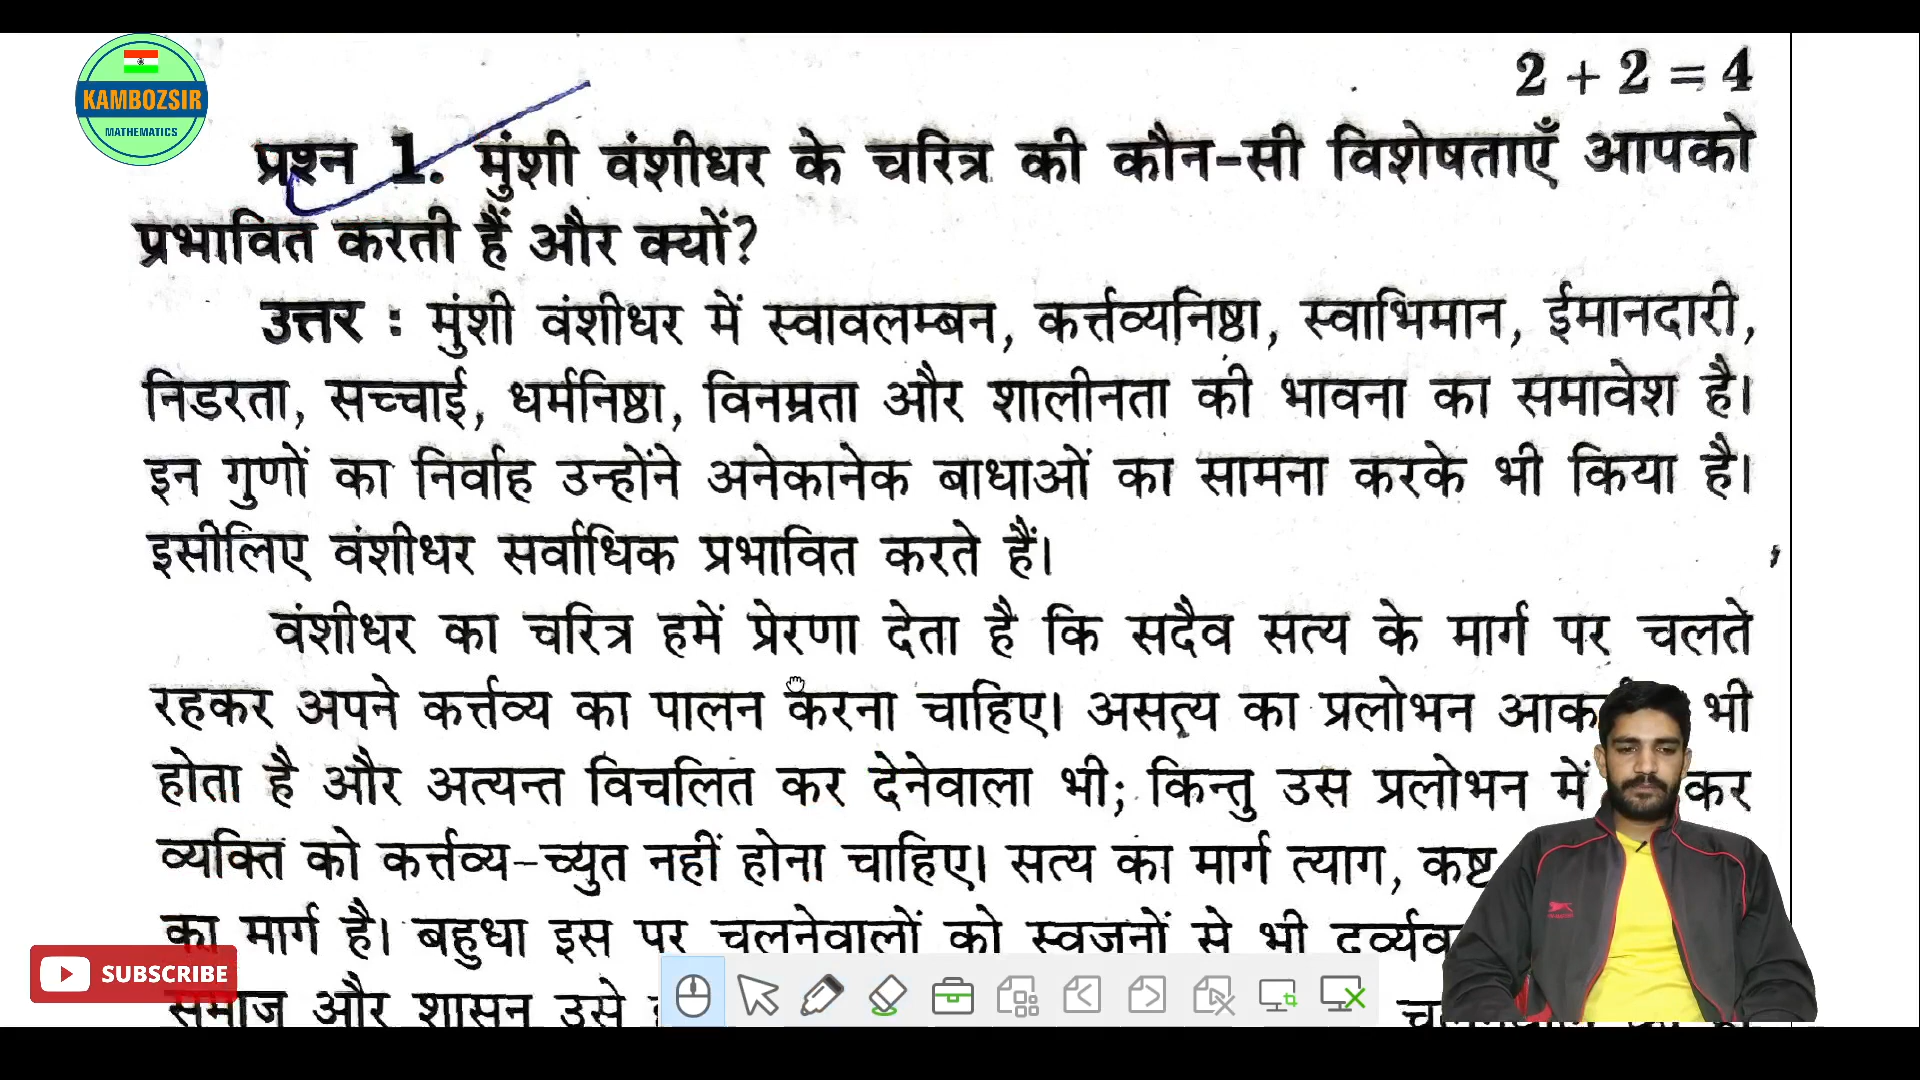 KAMBOZSIR
MATHEMATICS
2 + 2 = 4
प्रश्न 1. मुंशी वंशीधर के चरित्र की कौन-सी विशेषताएँ आपको
प्रभावित करती हैं और क्यों?
उत्तर : मुंशी वंशीधर में स्वावलम्बन, कर्त्तव्यनिष्ठा, स्वाभिमान, ईमानदारी,
निडरता, सच्चाई, धर्मनिष्ठा, विनम्रता और शालीनता की भावना का समावेश है।
इन गुणों का निर्वाह उन्होंने अनेकानेक बाधाओं का सामना करके भी किया है।
इसीलिए वंशीधर सर्वाधिक प्रभावित करते हैं।
वंशीधर का चरित्र हमें प्रेरणा देता है कि सदैव सत्य के मार्ग पर चलते
रहकर अपने कर्त्तव्य का पालन करना चाहिए। असत्य का प्रलोभन भी
होता है और अत्यन्त विचलित कर देनेवाला भी; किन्तु उस प्रलोभन में कर
व्यक्ति को कर्त्तव्य-च्युत नहीं होना चाहिए। सत्य का मार्ग त्याग, कष्ट
का मार्ग है। बहुधा इस पर चलनेवालों को स्वजनों से भी
समाज और शासन उसे
SUBSCRIBE